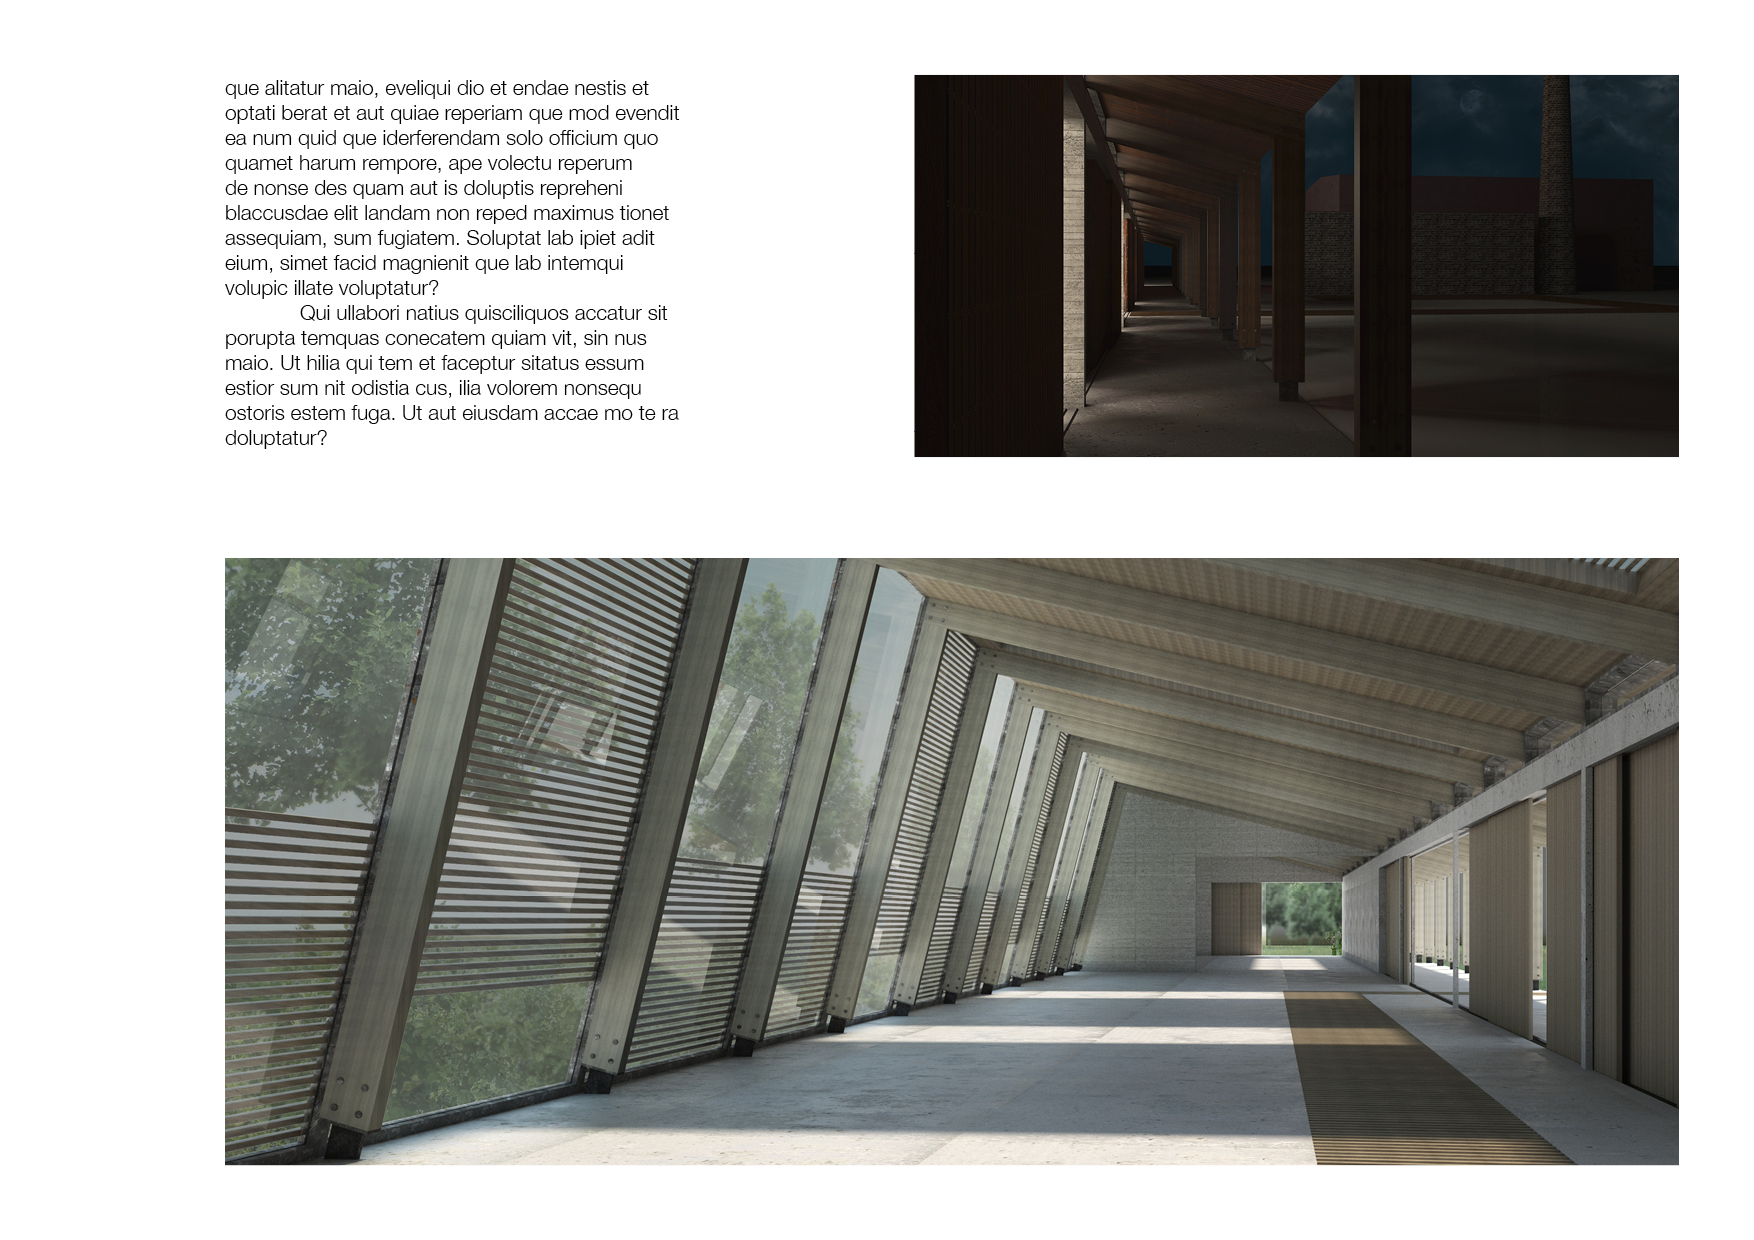 que alitatur maio, eveliqui dio et endae nestis et
optati berat et aut quiae reperiam que mod evendit
ea num quid que iderferendam solo officium quo
quamet harum rempore, ape volectu reperum
de nonse des quam aut is doluptis repreheni
blaccusdae elit landam non reped maximus tionet
assequiam, sum fugiatem. Soluptat lab ipiet adit
eium, simet facid magnienit que lab intemqui
volupic illate voluptatur?
Qui ullabori natius quisciliquos accatur sit
porupta temquas conecatem quiam vit, sin nus
maio. Ut hilia qui tem et faceptur sitatus essum
estior sum nit odistia cus, ilia volorem nonsequ
ostoris estem fuga. Ut aut eiusdam accae mo te ra
doluptatur?